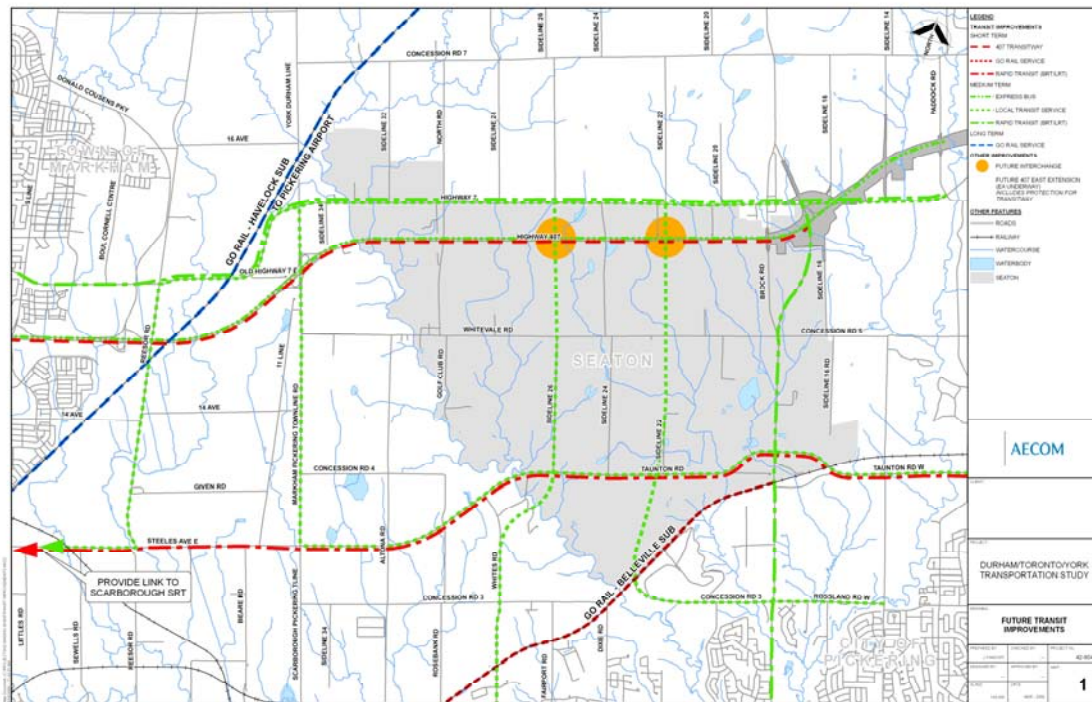 SIDELINE 26
SIDELINE 24
SIDELINE 20
SIDELINE 14
CONCESSION RD 7
DONALD COUSENS PKY
YORK DURHAM LINE
SIDELINE 32
NORTH RD
SIDELINE 22
SIDELINE 16
PADDOCK RD
16 AVE
TOWN OF
MARKHAM
GO RAIL - HAVELOCK SUB
TO PICKERING AIRPORT
SIDELINE 20
9 LINE
BOUL CORNELL CENTRE
HIGHWAY 7
HIGHWAY 407
OLD HIGHWAY 7 E
BROCK RD
SIDELINE 16
REESOR RD
WHITEVALE RD
CONCESSION RD 5
11 LINE
GOLF CLUB RD
SEATON
14 AVE
14 AVE
MARKHAM PICKERING TOWNLINE RD
SIDELINE 26
SIDELINE 24
SIDELINE 22
SIDELINE 16 RD
CONCESSION RD 4
TAUNTON RD
TAUNTON RD W
GIVEN RD
STEELES AVE E
ALTONA RD
PROVIDE LINK TO
SCARBOROUGH SRT
WHITES RD
GO RAIL - BELLEVILLE SUB
CONCESSION RD 3
CONCESSION RD 3
ROSSLAND RD W
LITTLES RD
SEWELLS RD
REESOR RD
BEARE RD
SCARBOROUGH PICKERING TLINE
SIDELINE 34
ROSEBANK RD
FAIRPORT RD
DIXIE RD
CITY OF
PICKERING
NORTH
LEGEND
TRANSIT IMPROVEMENTS
SHORT TERM
407 TRANSITWAY
GO RAIL SERVICE
RAPID TRANSIT (BRT/LRT)
MEDIUM TERM
EXPRESS BUS
LOCAL TRANSIT SERVICE
RAPID TRANSIT (BRT/LRT)
LONG TERM
GO RAIL SERVICE
OTHER IMPROVEMENTS
FUTURE INTERCHANGE
FUTURE 407 EAST EXTENSION
(EA UNDERWAY)
INCLUDES PROTECTION FOR
TRANSITWAY
OTHER FEATURES
ROADS
RAILWAY
WATERCOURSE
WATERBODY
SEATON
AECOM
DURHAM/TORONTO/YORK
TRANSPORTATION STUDY
FUTURE TRANSIT
IMPROVEMENTS
1